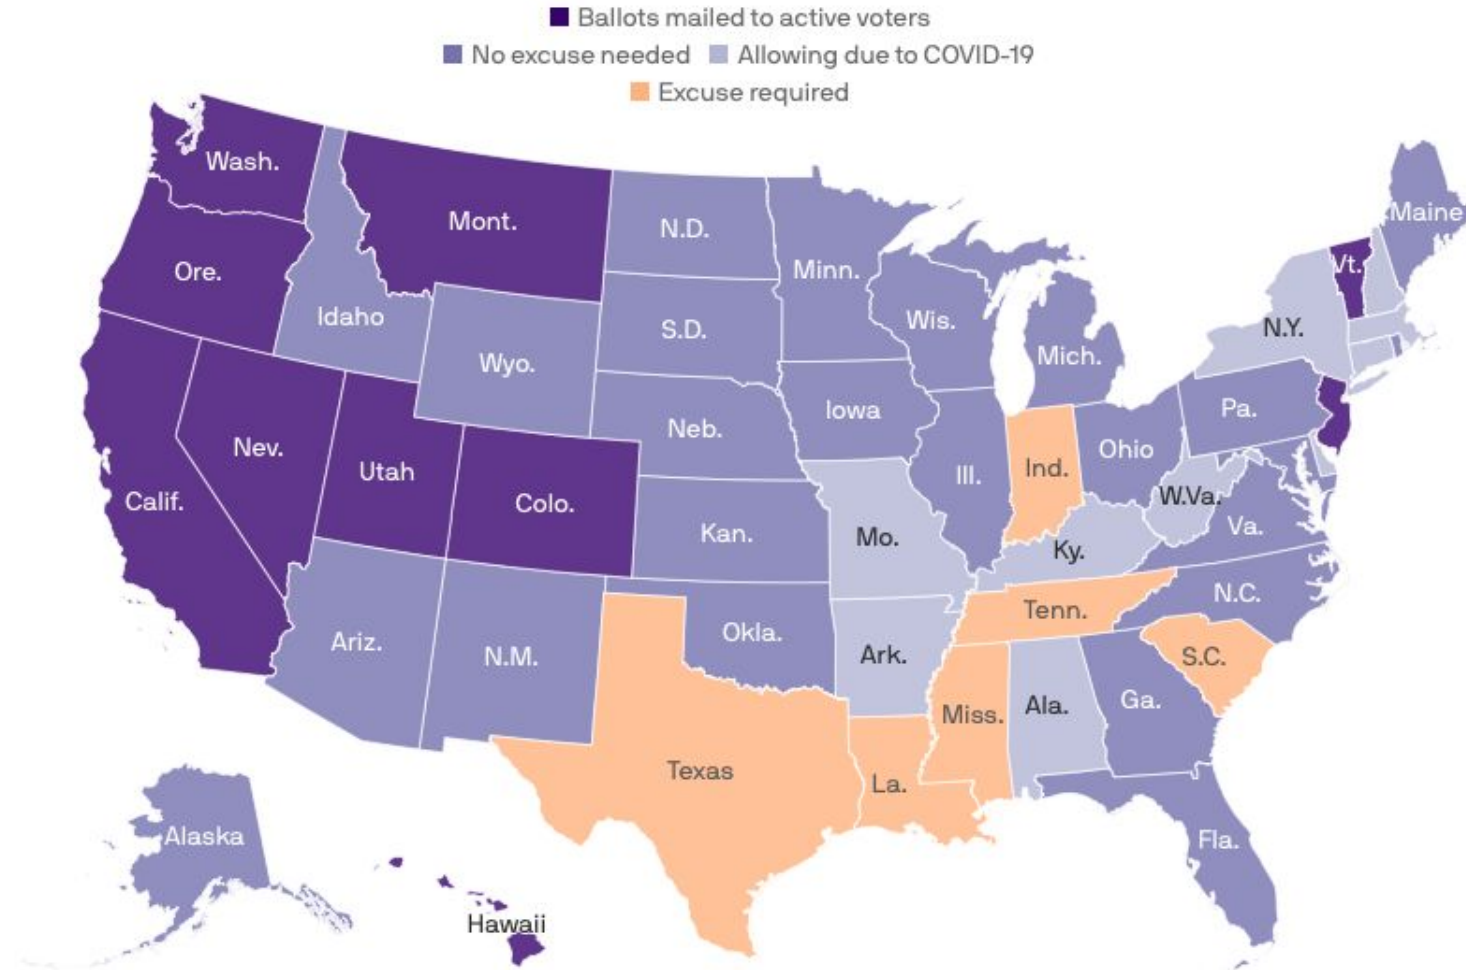 Ballots mailed to active voters
No excuse needed Allowing due to COVID-19
Excuse required
Wash.
Mont.
N.D.
Minn.
Maine
Ore.
Idaho
S.D.
Wis.
Vt.
N.Y.
Mich.
Wyo.
Iowa
Pa.
Neb.
Nev.
Utah
Ill.
Ind.
Ohio
Calif.
Colo.
W.Va.
Va.
Kan.
Mo.
Ky.
N.C.
Ariz.
N.M.
Okla.
Ark.
Tenn.
S.C.
Miss.
Ala.
Ga.
Texas
La.
Alaska
Fla.
Hawaii